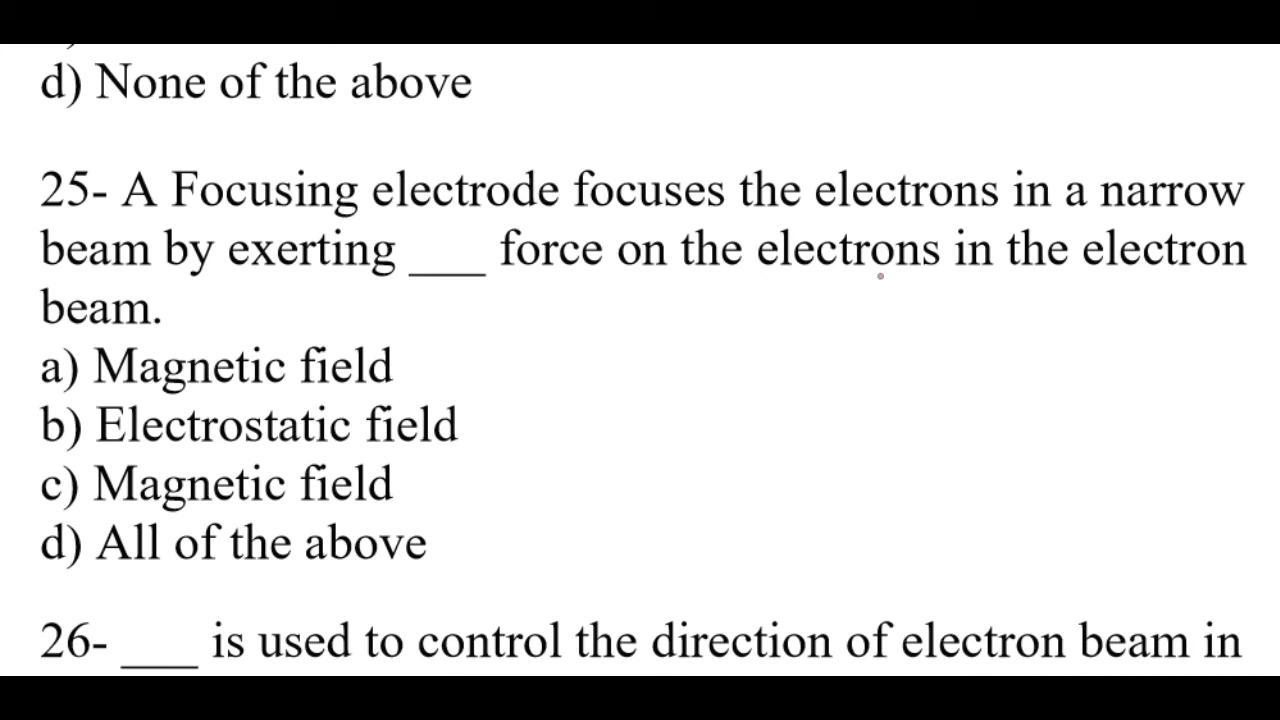 d) None of the above
25- A Focusing electrode focuses the electrons in a narrow
beam by exerting ___ force on the electrons in the electron
beam.
a) Magnetic field
b) Electrostatic field
c) Magnetic field
d) All of the above
26- ___ is used to control the direction of electron beam in